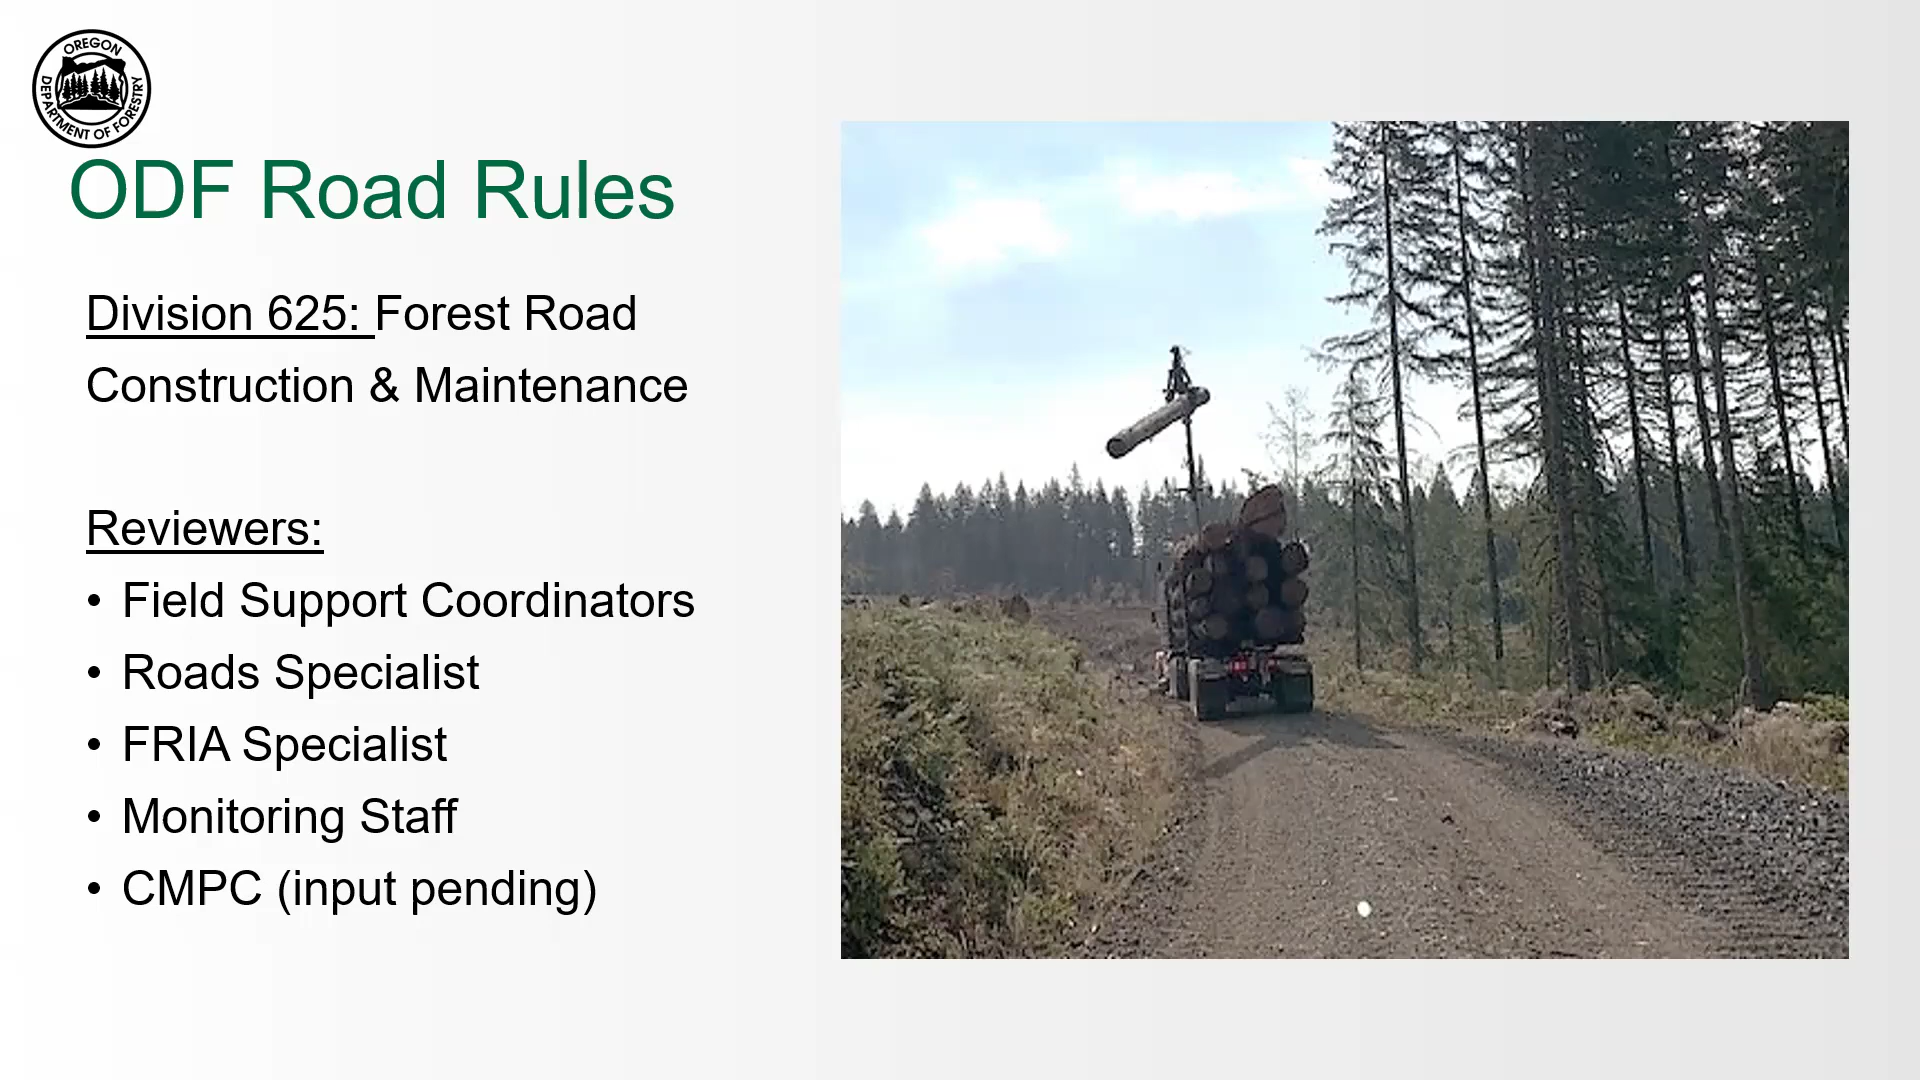 OREGON
DEPARTMENT OF FORESTRY
ODF Road Rules
Division 625: Forest Road
Construction & Maintenance
Reviewers:
• Field Support Coordinators
• Roads Specialist
• FRIA Specialist
• Monitoring Staff
• CMPC (input pending)